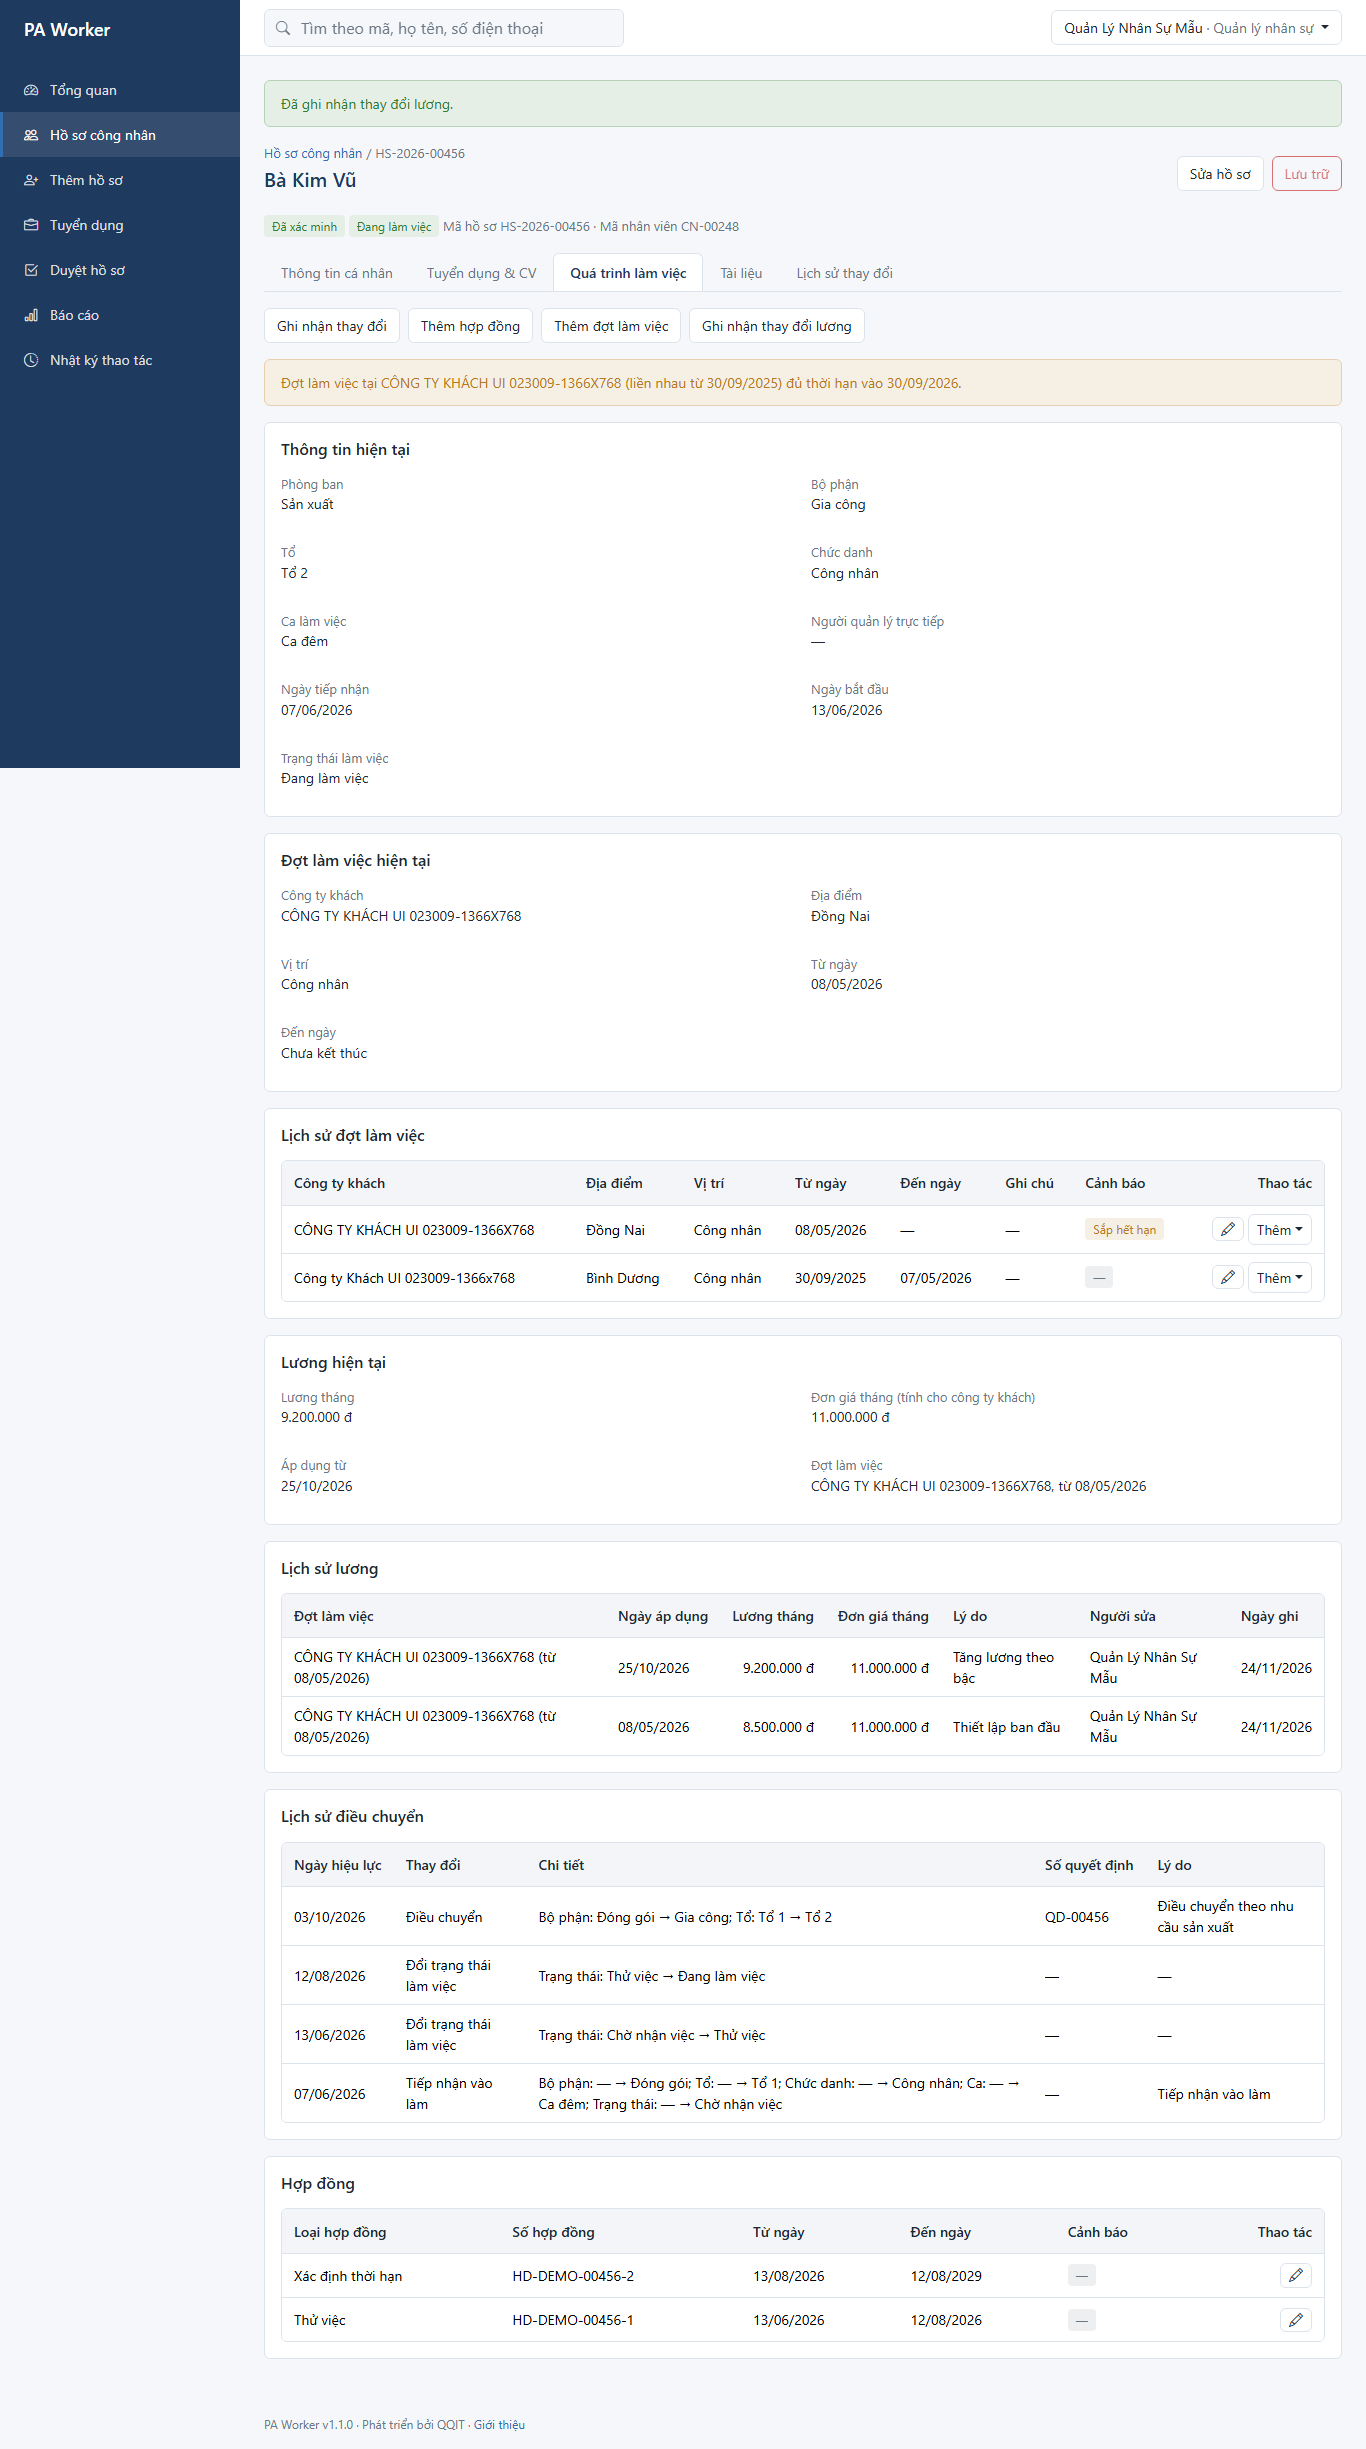 PA Worker
Tìm theo mã, họ tên, số điện thoại
Quản Lý Nhân Sự Mẫu · Quản lý nhân sự
Tổng quan
Hồ sơ công nhân
Thêm hồ sơ
Tuyển dụng
Duyệt hồ sơ
Báo cáo
Nhật ký thao tác
Đã ghi nhận thay đổi lương.
Hồ sơ công nhân / HS-2026-00456
Bà Kim Vũ
Sửa hồ sơ
Lưu trữ
Đã xác minh Đang làm việc Mã hồ sơ HS-2026-00456 · Mã nhân viên CN-00248
Thông tin cá nhân Tuyển dụng & CV Quá trình làm việc Tài liệu Lịch sử thay đổi
Ghi nhận thay đổi Thêm hợp đồng Thêm đợt làm việc Ghi nhận thay đổi lương
Đợt làm việc tại CÔNG TY KHÁCH UI 023009-1366X768 (liền nhau từ 30/09/2025) đủ thời hạn vào 30/09/2026.
Thông tin hiện tại
Phòng ban Bộ phận
Sản xuất Gia công
Tổ Chức danh
Tổ 2 Công nhân
Ca làm việc Người quản lý trực tiếp
Ca đêm —
Ngày tiếp nhận Ngày bắt đầu
07/06/2026 13/06/2026
Trạng thái làm việc
Đang làm việc
Đợt làm việc hiện tại
Công ty khách Địa điểm
CÔNG TY KHÁCH UI 023009-1366X768 Đồng Nai
Vị trí Từ ngày
Công nhân 08/05/2026
Đến ngày
Chưa kết thúc
Lịch sử đợt làm việc
Công ty khách Địa điểm Vị trí Từ ngày Đến ngày Ghi chú Cảnh báo Thao tác
CÔNG TY KHÁCH UI 023009-1366X768 Đồng Nai Công nhân 08/05/2026 — — Sắp hết hạn Thêm
Công ty Khách UI 023009-1366x768 Bình Dương Công nhân 30/09/2025 07/05/2026 — — Thêm
Lương hiện tại
Lương tháng Đơn giá tháng (tính cho công ty khách)
9.200.000 đ 11.000.000 đ
Áp dụng từ Đợt làm việc
25/10/2026 CÔNG TY KHÁCH UI 023009-1366X768, từ 08/05/2026
Lịch sử lương
Đợt làm việc Ngày áp dụng Lương tháng Đơn giá tháng Lý do Người sửa Ngày ghi
CÔNG TY KHÁCH UI 023009-1366X768 (từ 08/05/2026) 25/10/2026 9.200.000 đ 11.000.000 đ Tăng lương theo bậc Quản Lý Nhân Sự Mẫu 24/11/2026
CÔNG TY KHÁCH UI 023009-1366X768 (từ 08/05/2026) 08/05/2026 8.500.000 đ 11.000.000 đ Thiết lập ban đầu Quản Lý Nhân Sự Mẫu 24/11/2026
Lịch sử điều chuyển
Ngày hiệu lực Thay đổi Chi tiết Số quyết định Lý do
03/10/2026 Điều chuyển Bộ phận: Đóng gói → Gia công; Tổ: Tổ 1 → Tổ 2 QD-00456 Điều chuyển theo nhu cầu sản xuất
12/08/2026 Đổi trạng thái làm việc Trạng thái: Thử việc → Đang làm việc — —
13/06/2026 Đổi trạng thái làm việc Trạng thái: Chờ nhận việc → Thử việc — —
07/06/2026 Tiếp nhận vào làm Bộ phận: — → Đóng gói; Tổ: — → Tổ 1; Chức danh: — → Công nhân; Ca: — → Ca đêm; Trạng thái: — → Chờ nhận việc — Tiếp nhận vào làm
Hợp đồng
Loại hợp đồng Số hợp đồng Từ ngày Đến ngày Cảnh báo Thao tác
Xác định thời hạn HD-DEMO-00456-2 13/08/2026 12/08/2029 —
Thử việc HD-DEMO-00456-1 13/06/2026 12/08/2026 —
PA Worker v1.1.0 · Phát triển bởi QQIT · Giới thiệu